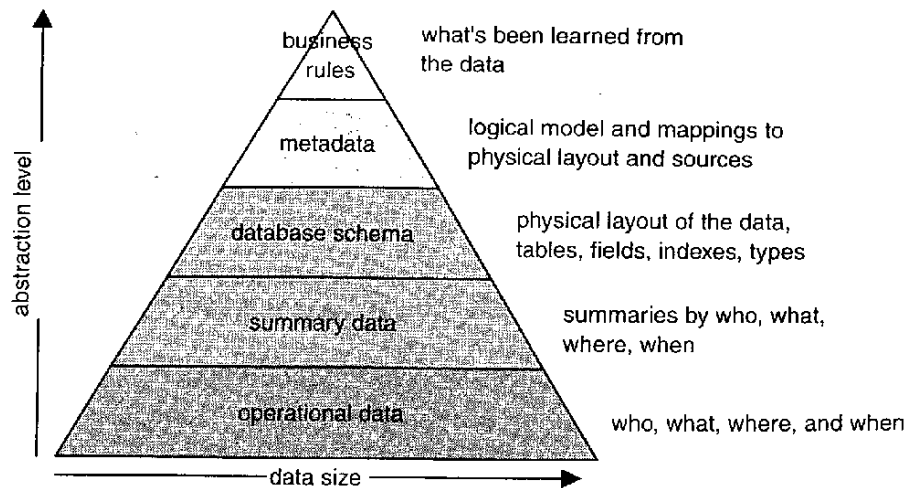 business
rules
what's been learned from
the data
metadata
logical model and mappings to
physical layout and sources
database schema
physical layout of the data,
tables, fields, indexes, types
summary data
summaries by who, what,
where, when
operational data
who, what, where, and when
abstraction level
data size